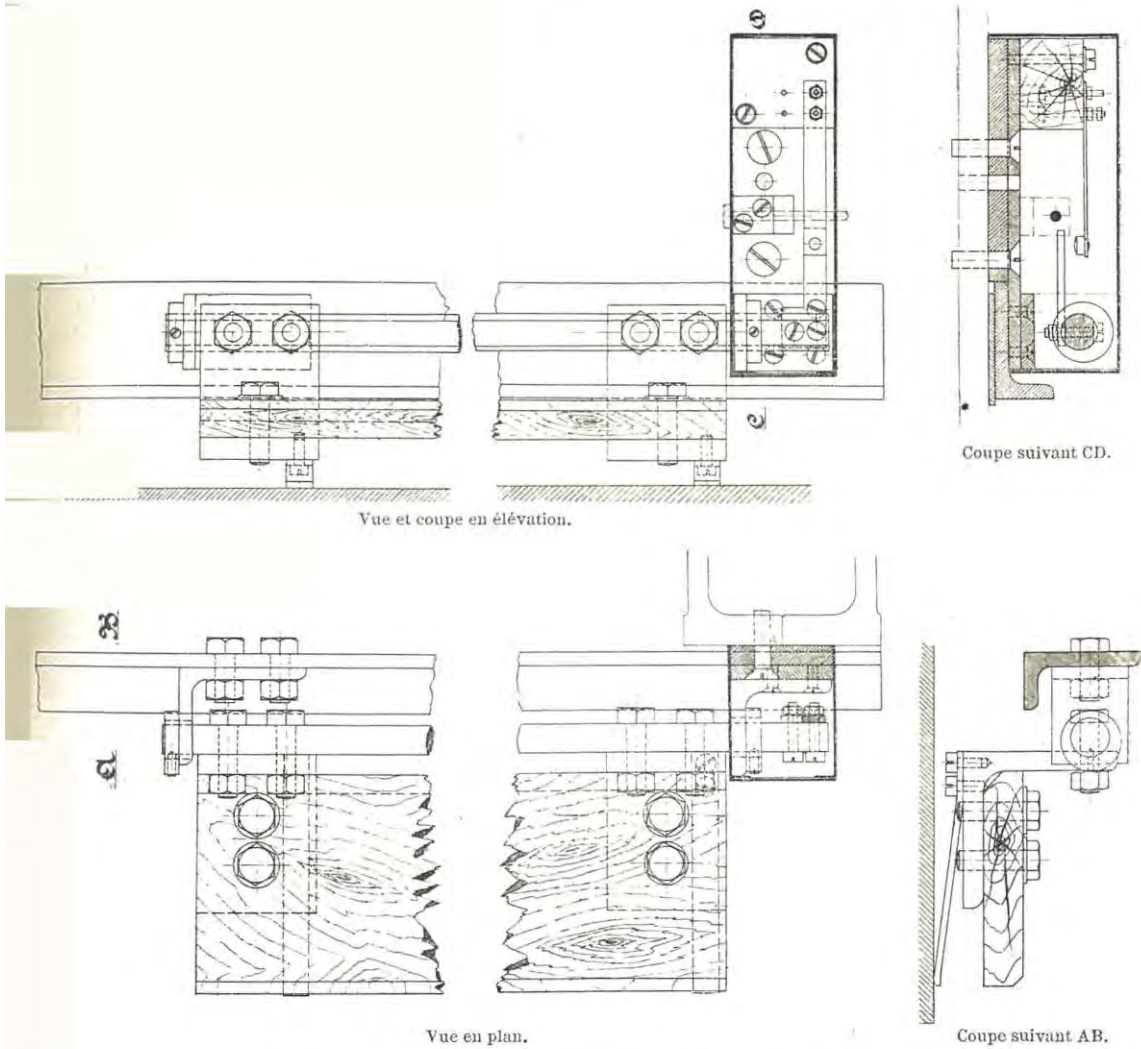 D
C
Coupe suivant CD.
Vue et coupe en élévation.
B
A
Vue en plan.
Coupe suivant AB.